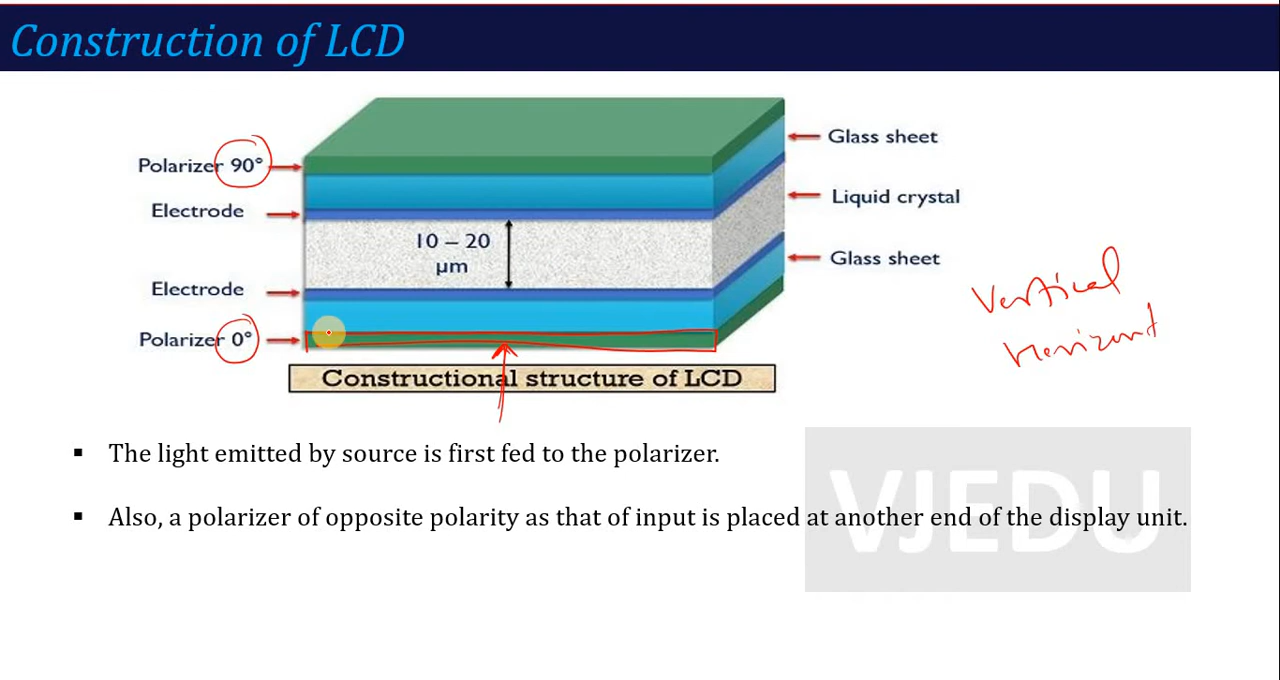 Construction of LCD
Polarizer 90°
Electrode
Electrode
Polarizer 0°
Glass sheet
Liquid crystal
Glass sheet
10 – 20
µm
Vertical
Constructional structure of LCD
▪ The light emitted by source is first fed to the polarizer.
▪ Also, a polarizer of opposite polarity as that of input is placed at another end of the display unit.
VJEDU